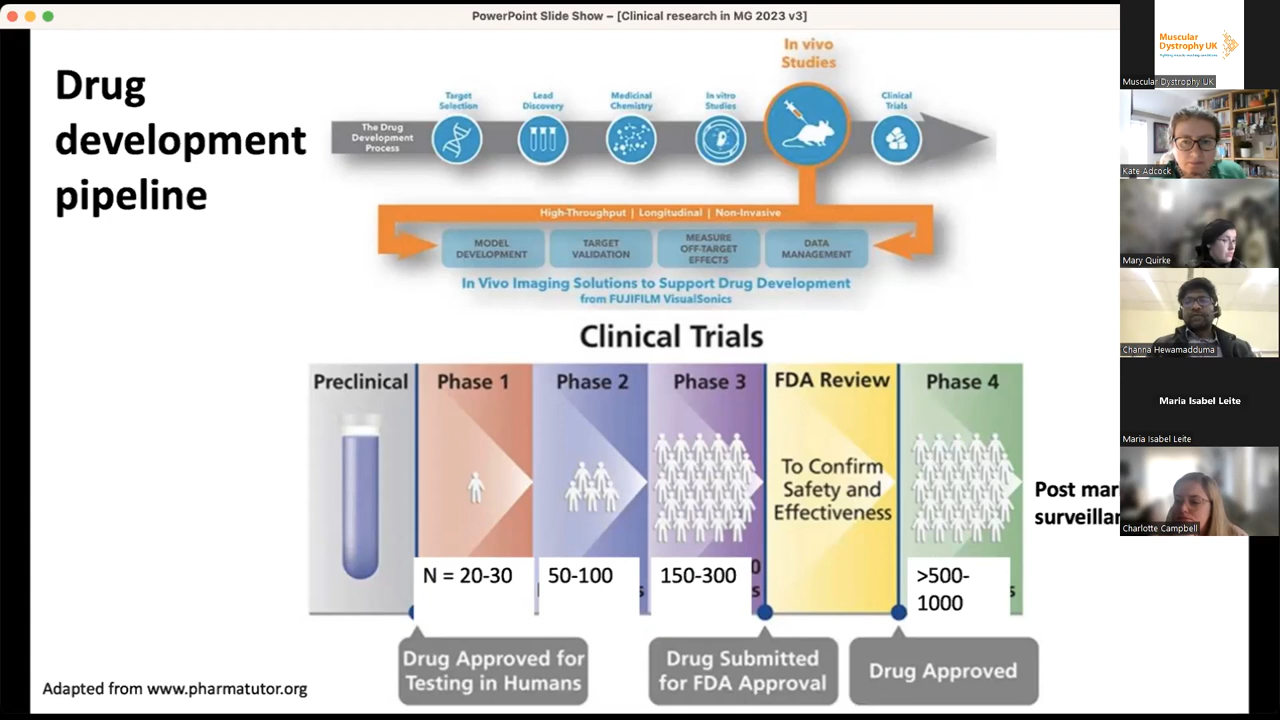 PowerPoint Slide Show – [Clinical research in MG 2023 v3]
Drug
development
pipeline
In vivo
Studies
Target
Selection
Lead
Discovery
Medicinal
Chemistry
In vitro
Studies
Clinical
Trials
The Drug
Development
Process
High-Throughput | Longitudinal | Non-Invasive
MODEL
DEVELOPMENT
TARGET
VALIDATION
MEASURE
OFF-TARGET
EFFECTS
DATA
MANAGEMENT
In Vivo Imaging Solutions to Support Drug Development
from FUJIFILM VisualSonics
Clinical Trials
Preclinical
Phase 1
Phase 2
Phase 3
FDA Review
Phase 4
To Confirm
Safety and
Effectiveness
Post mar
surveillar
N = 20-30
50-100
150-300
>500-
1000
Drug Approved for
Testing in Humans
Drug Submitted
for FDA Approval
Drug Approved
Adapted from www.pharmatutor.org
Muscular
Dystrophy UK
Muscular Dystrophy UK
Kate Adcock
Mary Quirke
Channa Hewamadduma
Maria Isabel Leite
Maria Isabel Leite
Charlotte Campbell